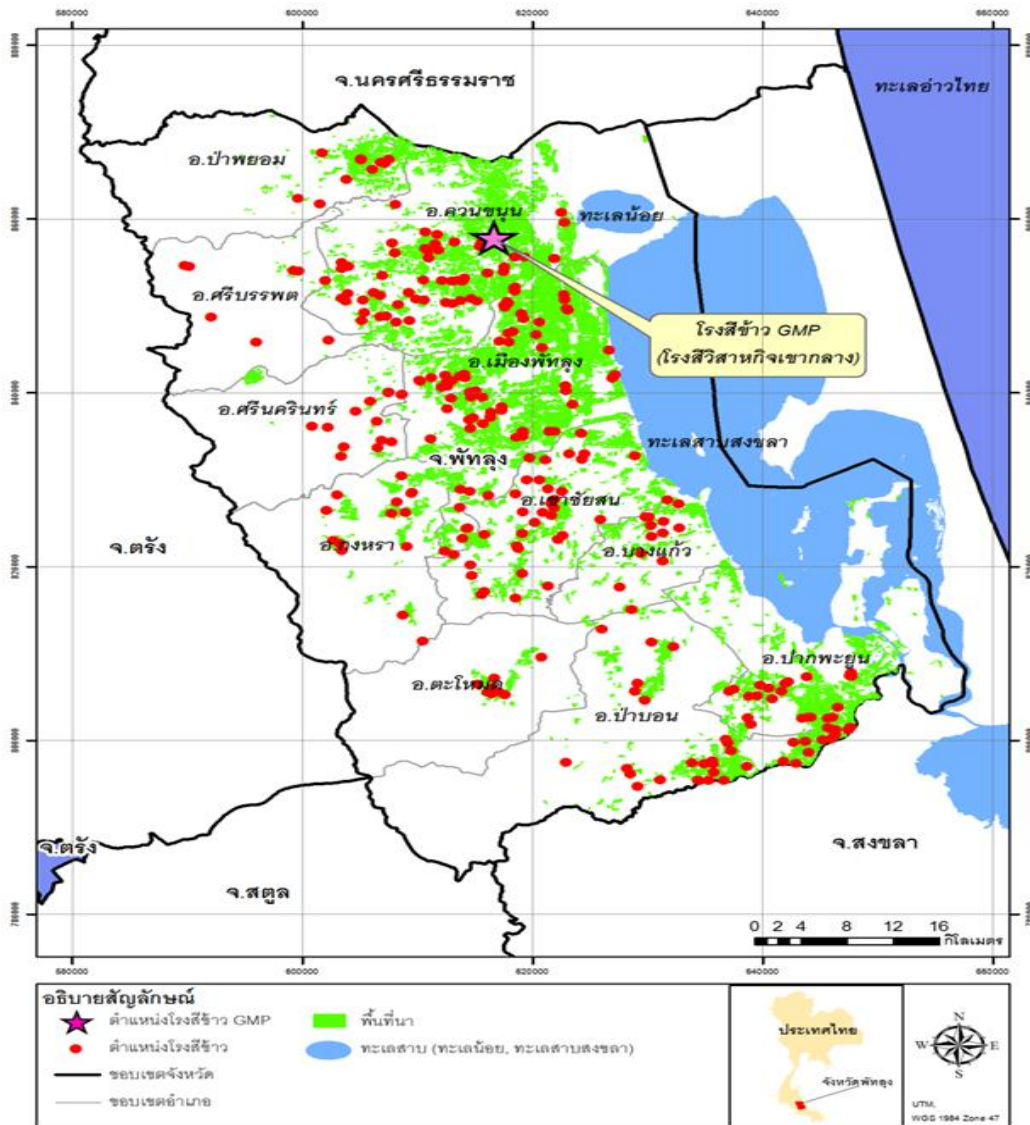 580000 600000 620000 640000 660000
จ.นครศรีธรรมราช
ทะเลอ่าวไทย
อ.ป่าพยอม
อ.ควนขนุน
ทะเลน้อย
อ.ศรีบรรพต
โรงสีข้าว GMP
(โรงสีวิสาหกิจเขากลาง)
อ.เมืองพัทลุง
อ.ศรีนครินทร์
ทะเลสาบสงขลา
จ.พัทลุง
อ.เขาชัยสน
จ.ตรัง
อ.กงหรา
อ.บางแก้ว
อ.ปากพะยูน
อ.ตะโหมด
อ.ป่าบอน
จ.ตรัง
จ.สงขลา
จ.สตูล
0 2 4 8 12 16
กิโลเมตร
580000 600000 620000 640000 660000
อธิบายสัญลักษณ์
ตำแหน่งโรงสีข้าว GMP
พื้นที่นา
ตำแหน่งโรงสีข้าว
ทะเลสาบ (ทะเลน้อย, ทะเลสาบสงขลา)
ขอบเขตจังหวัด
ขอบเขตอำเภอ
ประเทศไทย
จังหวัดพัทลุง
N
W E
S
UTM,
WGS 1984 Zone 47